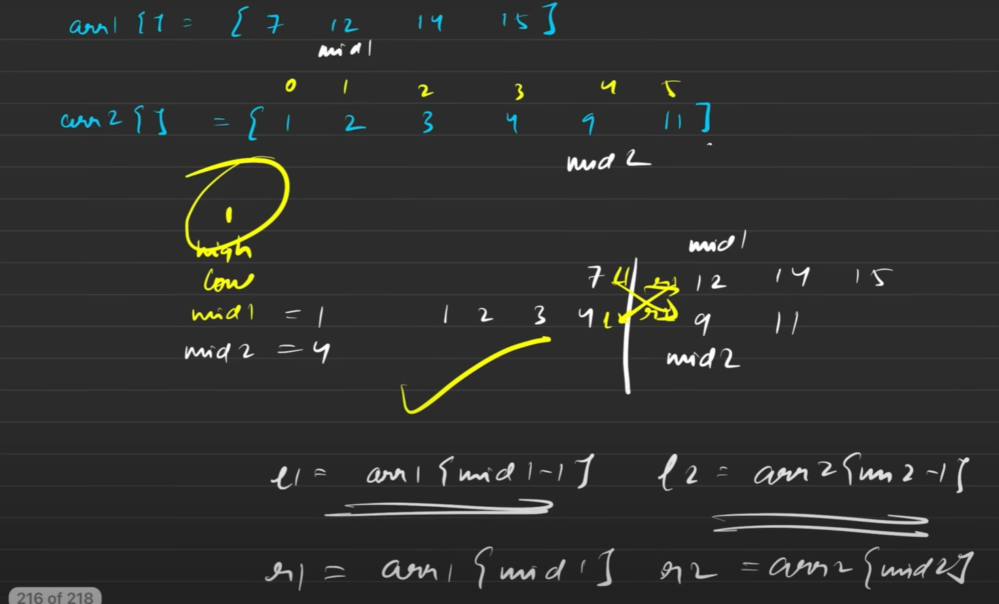 arr1[] = [ 7 12 14 15 ]
mid1
0 1 2 3 4 5
arr2[] = [ 1 2 3 4 9 11 ]
mid2
1
high
low
mid1 = 1
mid2 = 4
mid1
7 l1 r1 12 14 15
1 2 3 4 l2 r2 9 11
mid2
l1 = arr1[mid1-1] l2 = arr2[m2-1]
r1 = arr1[mid1] r2 = arr2[mid2]
216 of 218